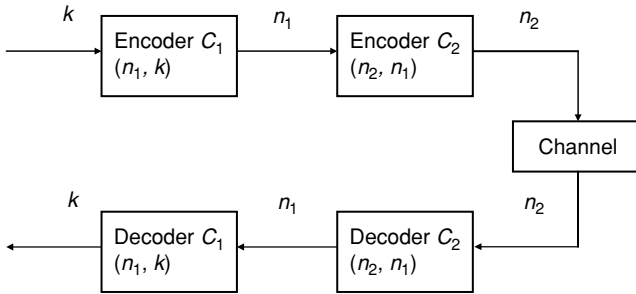 k
n₁
n₂
Encoder C₁
(n₁, k)
Encoder C₂
(n₂, n₁)
Channel
k
n₁
n₂
Decoder C₁
(n₁, k)
Decoder C₂
(n₂, n₁)